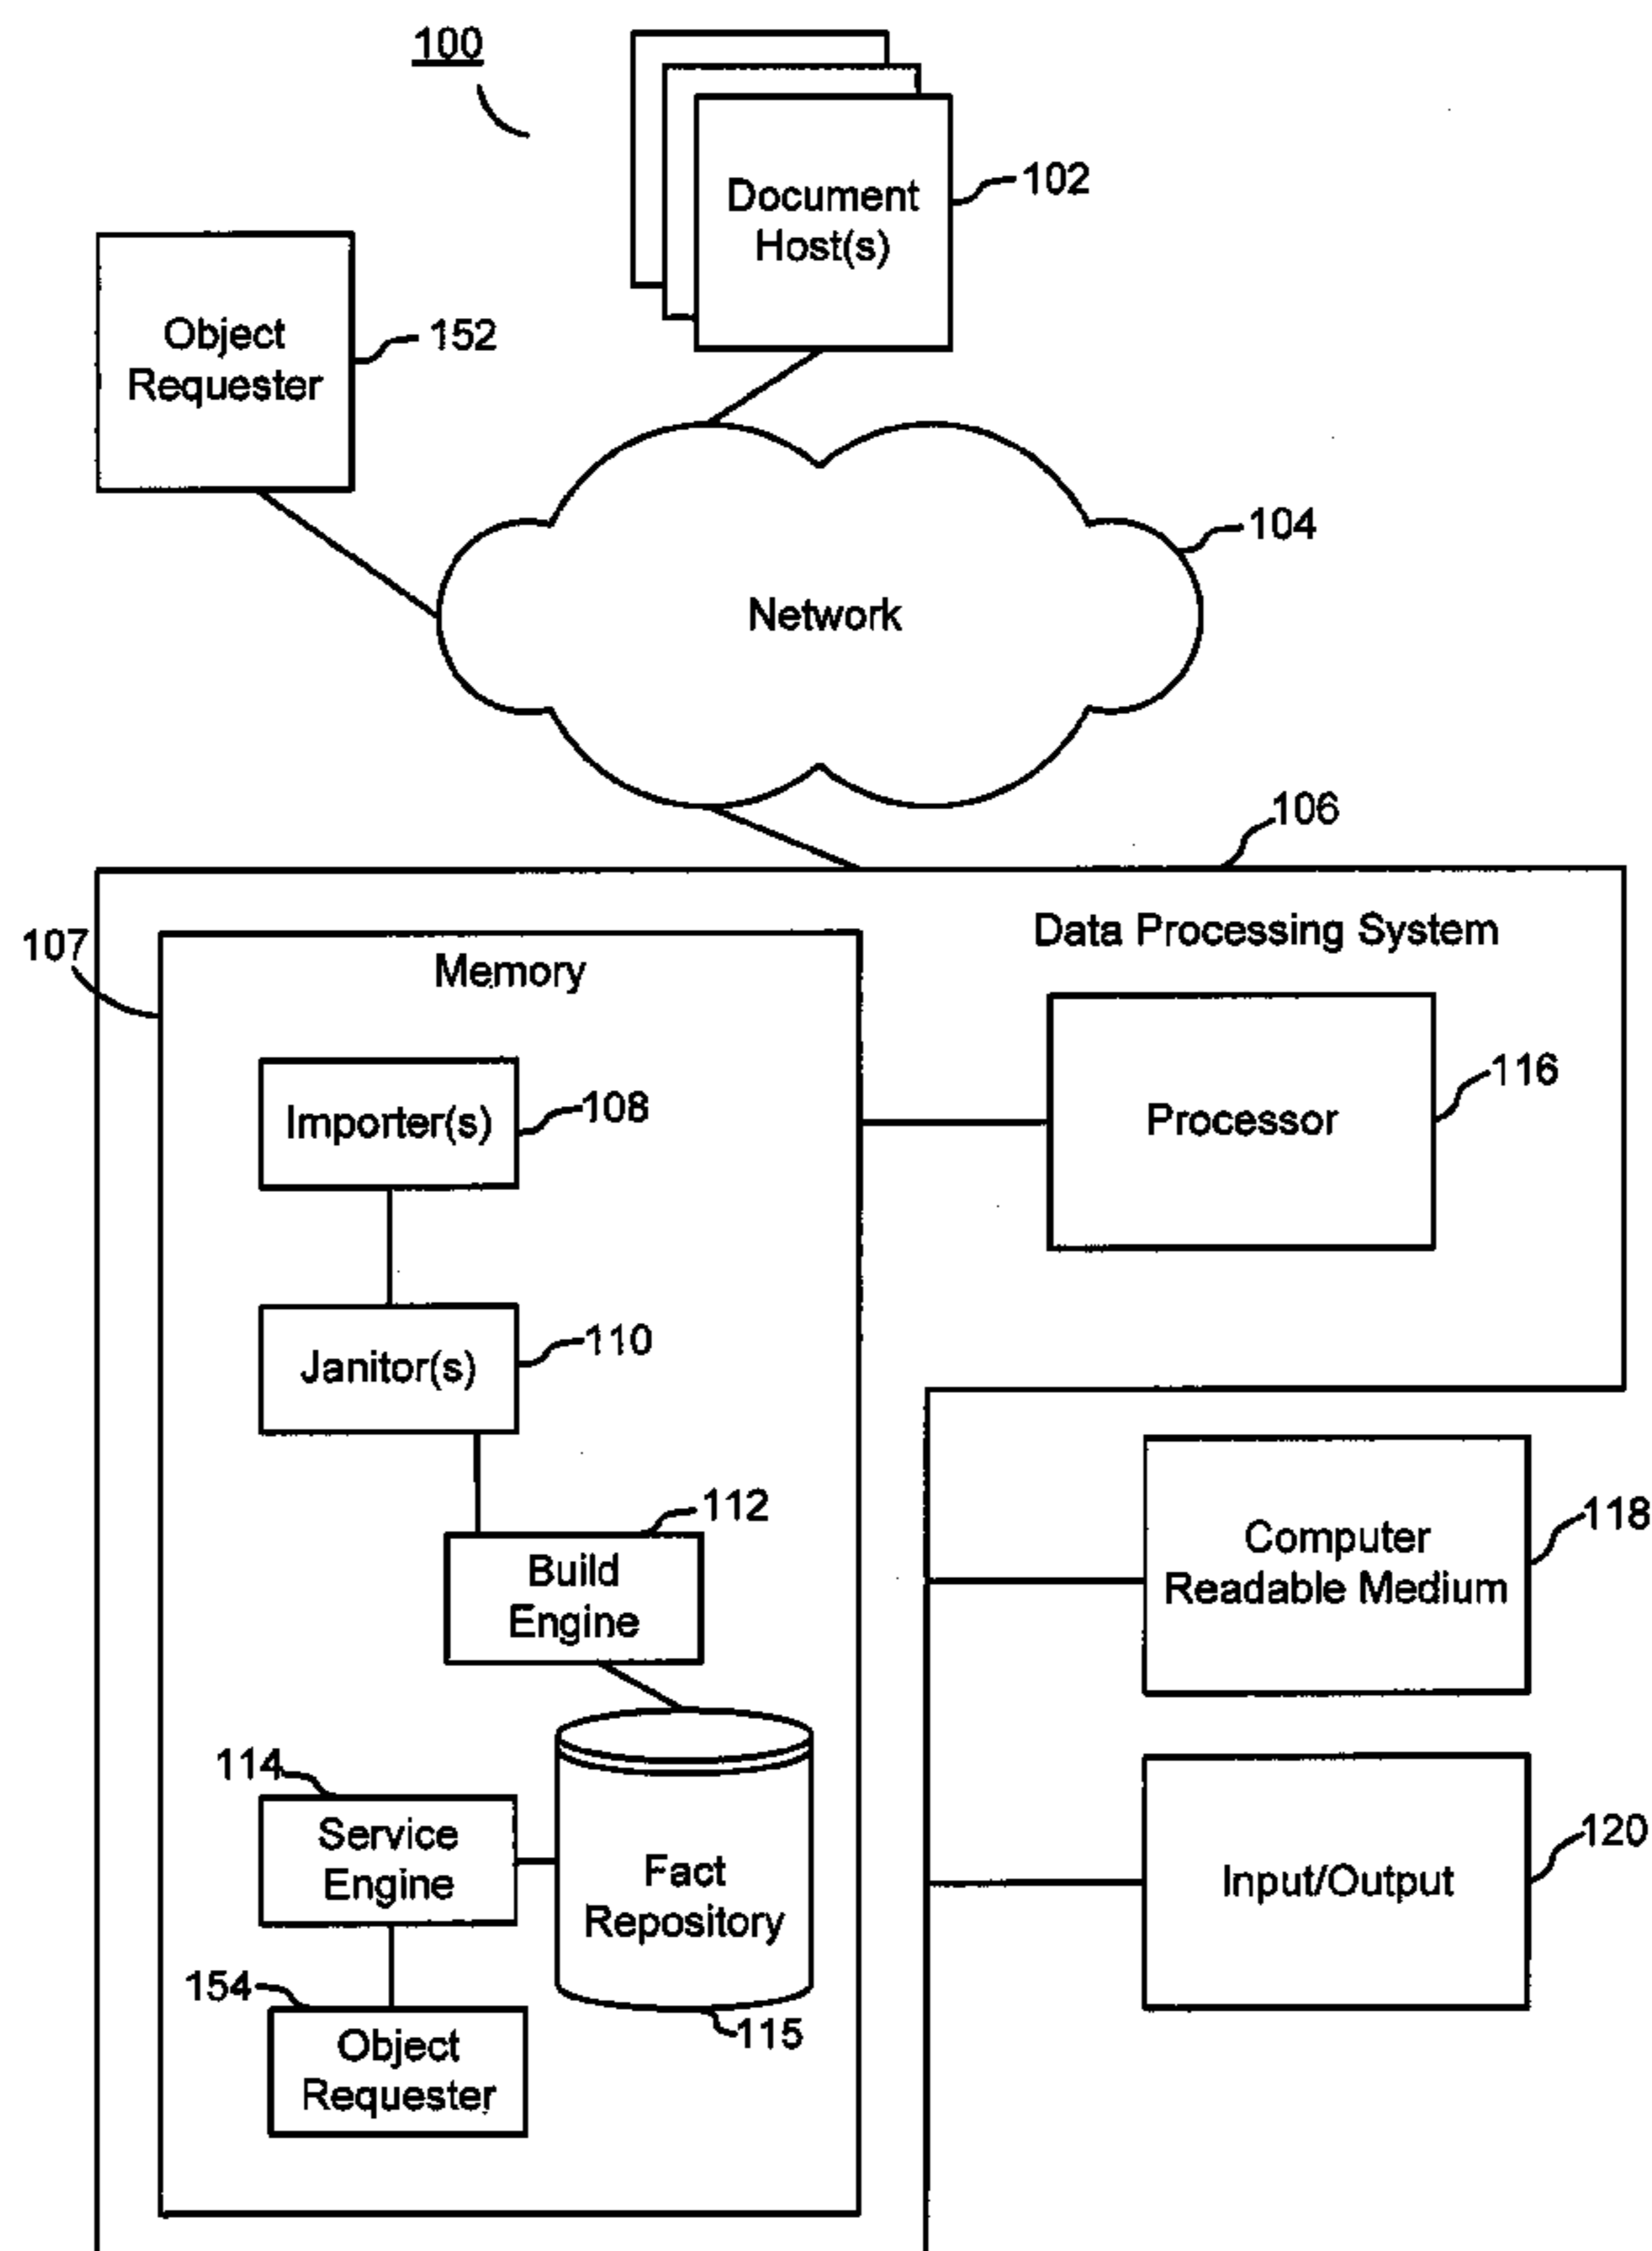 100
Document
Host(s)
102
Object
Requester
152
104
Network
106
107
Data Processing System
Memory
Importer(s)
108
Processor
116
Janitor(s)
110
112
Build
Engine
Computer
Readable Medium
118
114
Service
Engine
Fact
Repository
115
Input/Output
120
154
Object
Requester